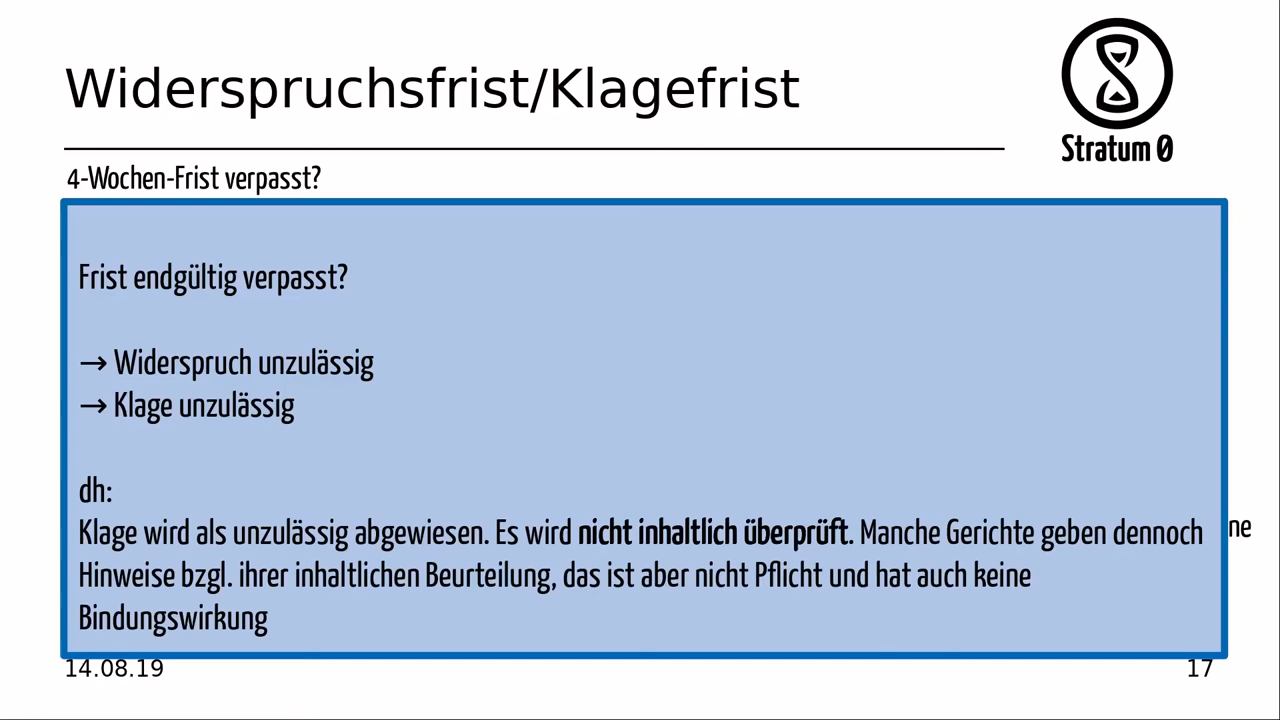 Widerspruchsfrist/Klagefrist
Stratum 0
4-Wochen-Frist verpasst?
Frist endgültig verpasst?
→ Widerspruch unzulässig
→ Klage unzulässig
dh:
Klage wird als unzulässig abgewiesen. Es wird nicht inhaltlich überprüft. Manche Gerichte geben dennoch
Hinweise bzgl. ihrer inhaltlichen Beurteilung, das ist aber nicht Pflicht und hat auch keine
Bindungswirkung
14.08.19
17